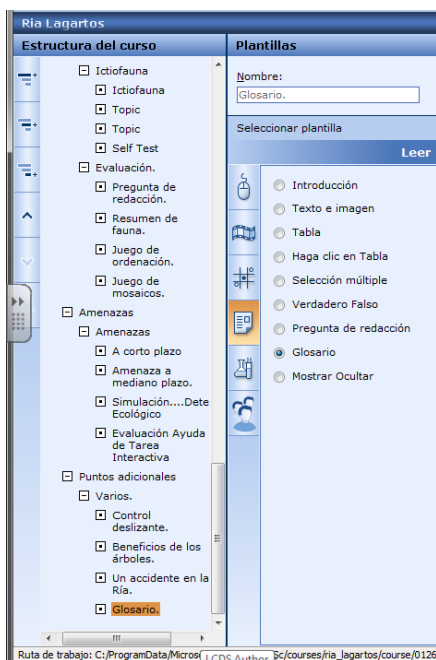 Ria Lagartos
Estructura del curso
Ictiofauna
Ictiofauna
Topic
Topic
Self Test
Evaluación.
Pregunta de
redacción.
Resumen de
fauna.
Juego de
ordenación.
Juego de
mosaicos.
Amenazas
Amenazas
A corto plazo
Amenaza a
mediano plazo.
Simulación....Dete
Ecológico
Evaluación Ayuda
de Tarea
Interactiva
Puntos adicionales
Varios.
Control
deslizante.
Beneficios de los
árboles.
Un accidente en la
Ría.
Glosario.
Plantillas
Nombre:
Glosario.
Seleccionar plantilla
Leer
Introducción
Texto e imagen
Tabla
Haga clic en Tabla
Selección múltiple
Verdadero Falso
Pregunta de redacción
Glosario
Mostrar Ocultar
Ruta de trabajo: C:/ProgramData/Micros Sc/courses/ria_lagartos/course/0126
LCDS Author